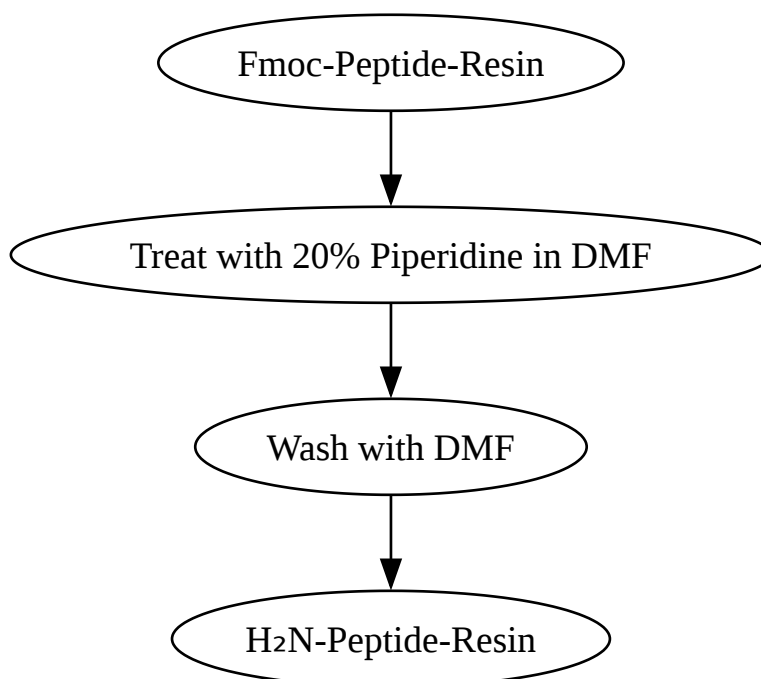 Fmoc-Peptide-Resin
Treat with 20% Piperidine in DMF
Wash with DMF
H₂N-Peptide-Resin